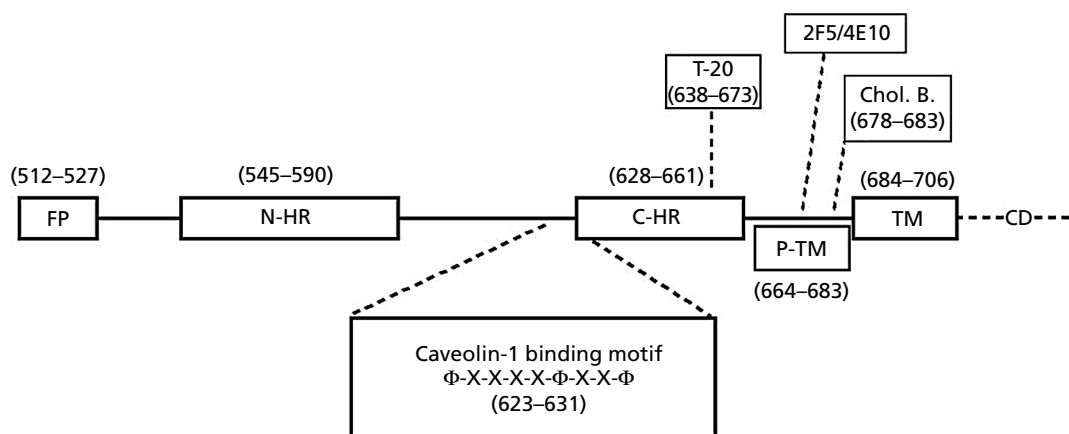 2F5/4E10
T-20
(638–673)
Chol. B.
(678–683)
(512–527)
(545–590)
(628–661)
(684–706)
FP
N-HR
C-HR
TM
CD
P-TM
(664–683)
Caveolin-1 binding motif
Φ-X-X-X-X-Φ-X-X-Φ
(623–631)